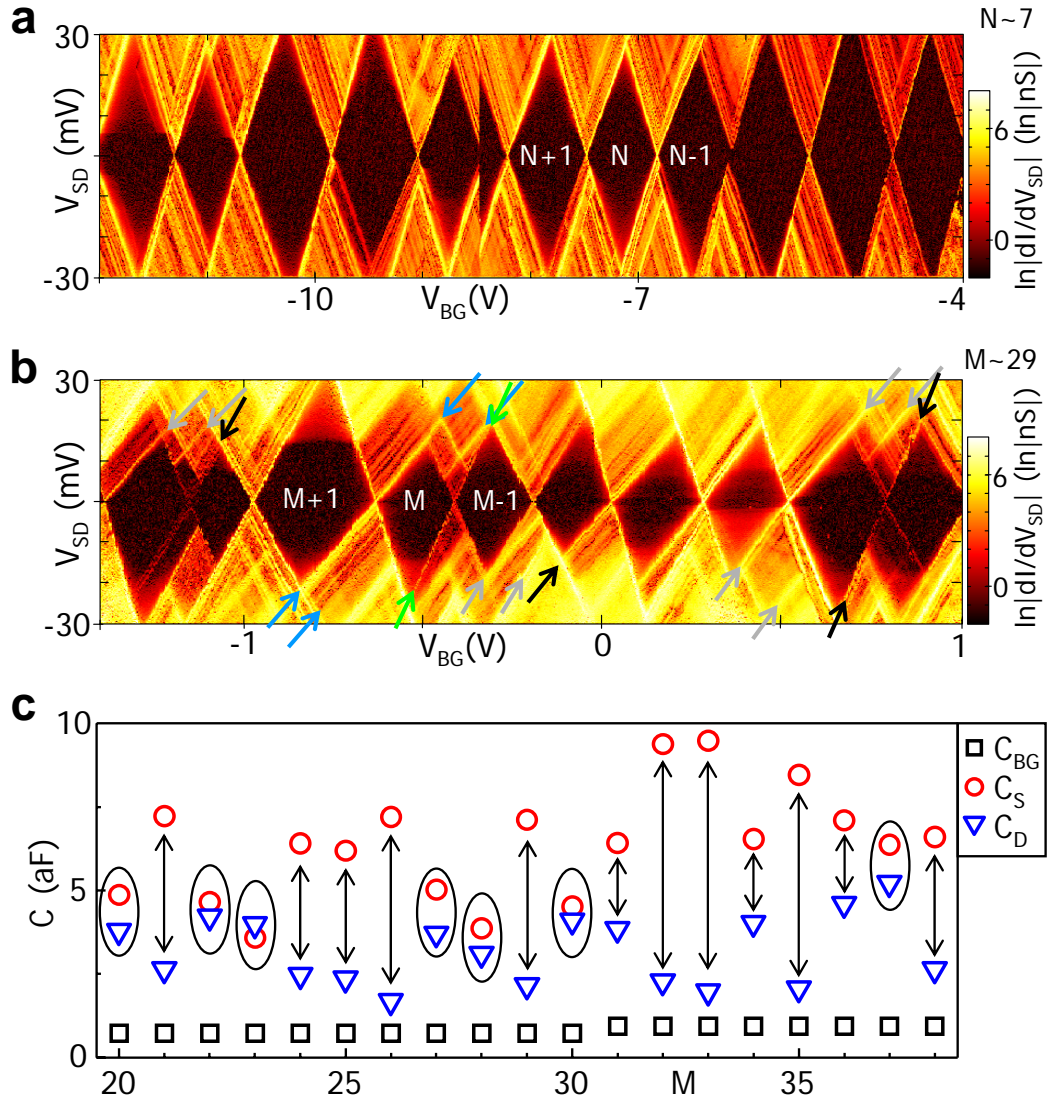 a
N~7
30
V_SD (mV)
-30
N+1
N
N-1
-10
V_BG(V)
-7
-4
6
0
ln|dI/dV_SD| (ln|nS|)
b
M~29
30
V_SD (mV)
-30
M+1
M
M-1
-1
V_BG(V)
0
1
6
0
ln|dI/dV_SD| (ln|nS|)
c
10
5
0
C (aF)
20
25
30
M
35
C_BG
C_S
C_D